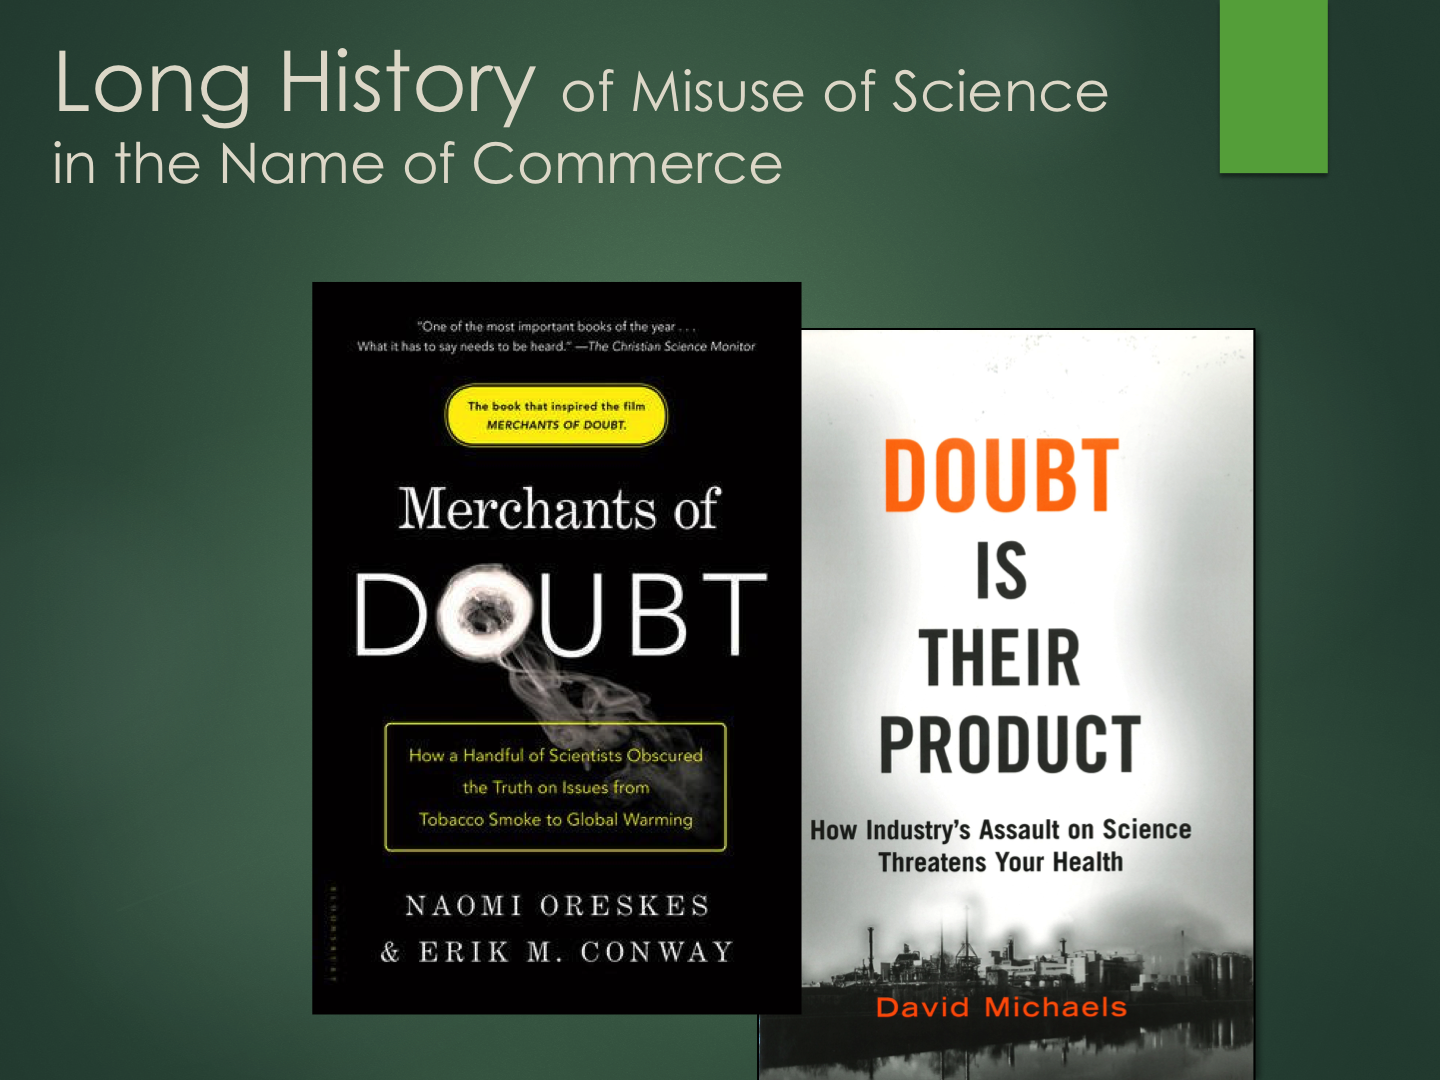 Long History of Misuse of Science
in the Name of Commerce
"One of the most important books of the year . . .
What it has to say needs to be heard." —The Christian Science Monitor
The book that inspired the film
MERCHANTS OF DOUBT.
Merchants of
DOUBT
How a Handful of Scientists Obscured
the Truth on Issues from
Tobacco Smoke to Global Warming
NAOMI ORESKES
& ERIK M. CONWAY
BLOOMSBURY
DOUBT
IS
THEIR
PRODUCT
How Industry's Assault on Science
Threatens Your Health
David Michaels